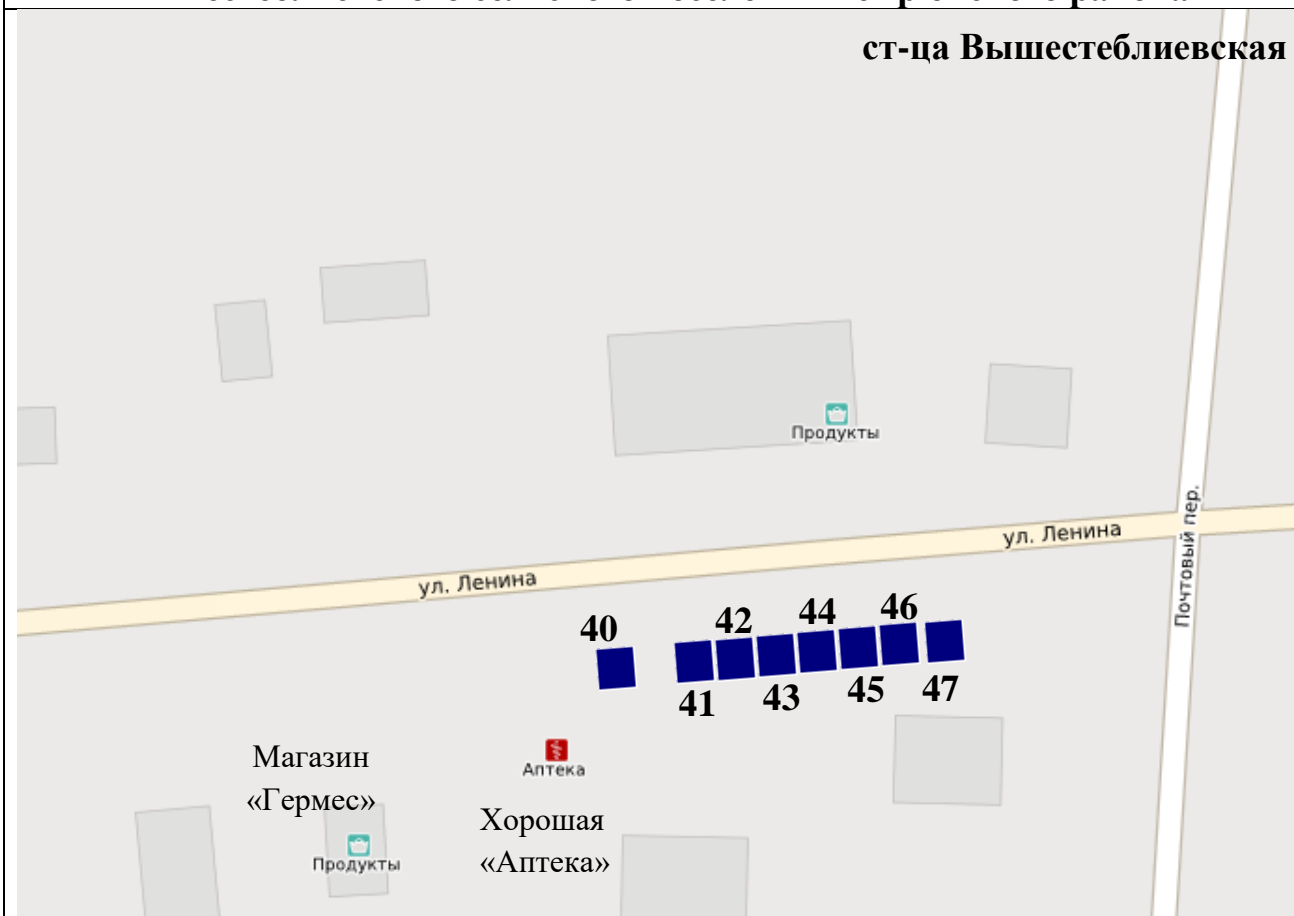 ст-ца Вышестеблиевская
Продукты
ул. Ленина
Почтовый пер.
ул. Ленина
40
42
44
46
41
43
45
47
Магазин
«Гермес»
Аптека
Хорошая
«Аптека»
Продукты